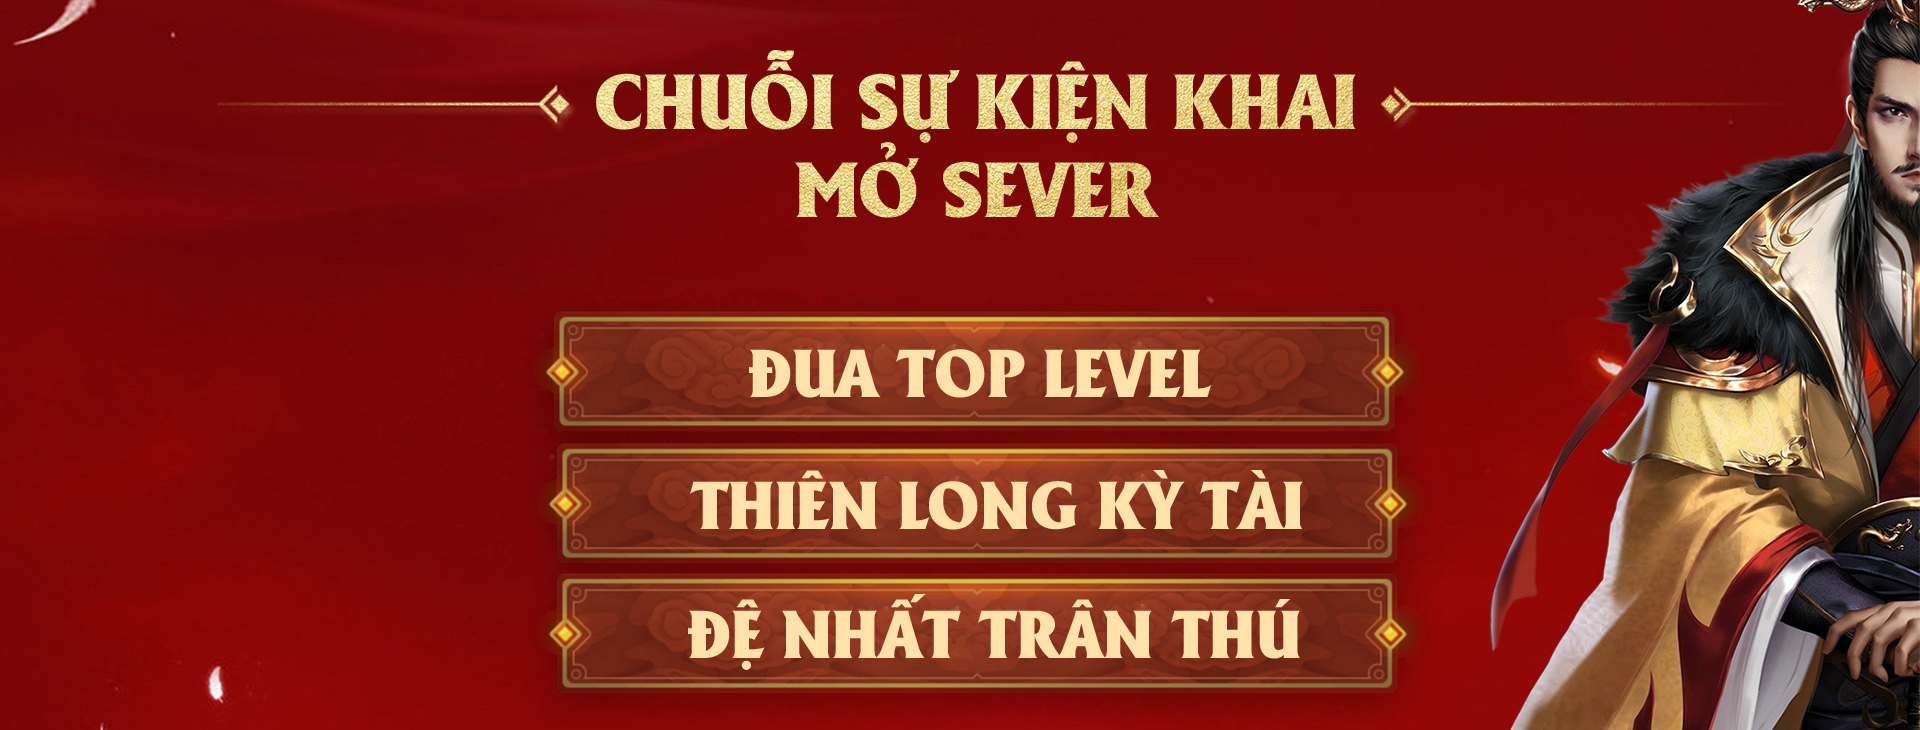 CHUỖI SỰ KIỆN KHAI
MỞ SEVER
ĐUA TOP LEVEL
THIÊN LONG KỲ TÀI
ĐỆ NHẤT TRÂN THÚ